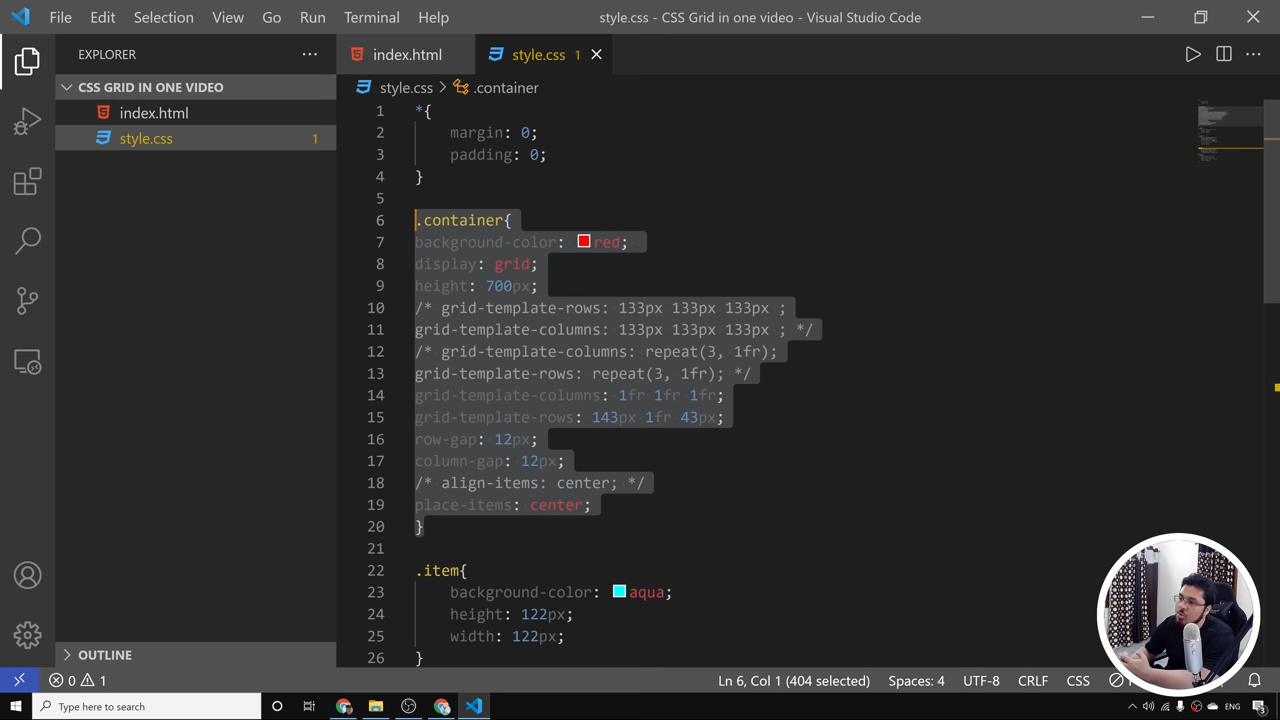 File Edit Selection View Go Run Terminal Help
style.css - CSS Grid in one video - Visual Studio Code
EXPLORER
CSS GRID IN ONE VIDEO
index.html
style.css 1
OUTLINE
index.html
style.css 1
style.css > .container
1 *{
2 margin: 0;
3 padding: 0;
4 }
5
6 .container{
7 background-color: red;
8 display: grid;
9 height: 700px;
10 /* grid-template-rows: 133px 133px 133px ;
11 grid-template-columns: 133px 133px 133px ; */
12 /* grid-template-columns: repeat(3, 1fr);
13 grid-template-rows: repeat(3, 1fr); */
14 grid-template-columns: 1fr 1fr 1fr;
15 grid-template-rows: 143px 1fr 43px;
16 row-gap: 12px;
17 column-gap: 12px;
18 /* align-items: center; */
19 place-items: center;
20 }
21
22 .item{
23 background-color: aqua;
24 height: 122px;
25 width: 122px;
26 }
0 1
Ln 6, Col 1 (404 selected) Spaces: 4 UTF-8 CRLF CSS
Type here to search
ENG